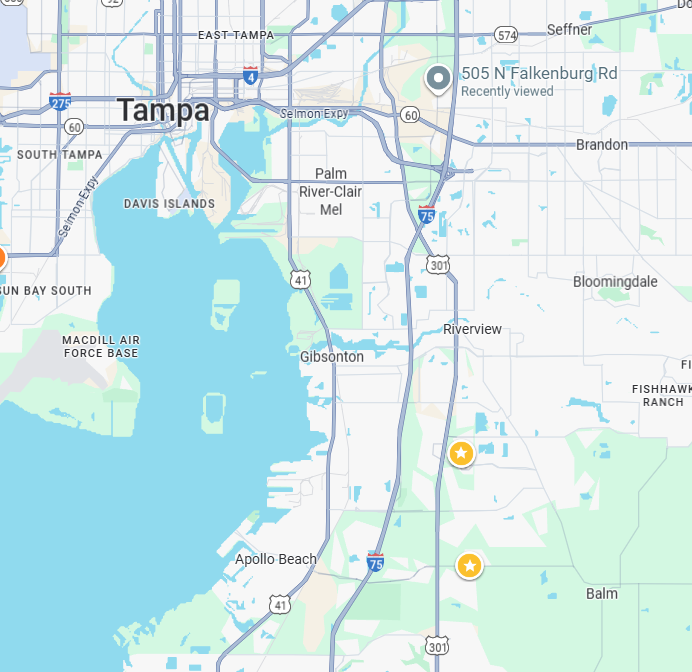 92
574
Seffner
EAST TAMPA
4
505 N Falkenburg Rd
Recently viewed
275
Tampa
Selmon Expy
60
60
Brandon
SOUTH TAMPA
Palm
River-Clair
Mel
Selmon Expy
DAVIS ISLANDS
75
301
41
Bloomingdale
SUN BAY SOUTH
Riverview
MACDILL AIR
FORCE BASE
Gibsonton
FISHHAWK
RANCH
Apollo Beach
75
Balm
41
301